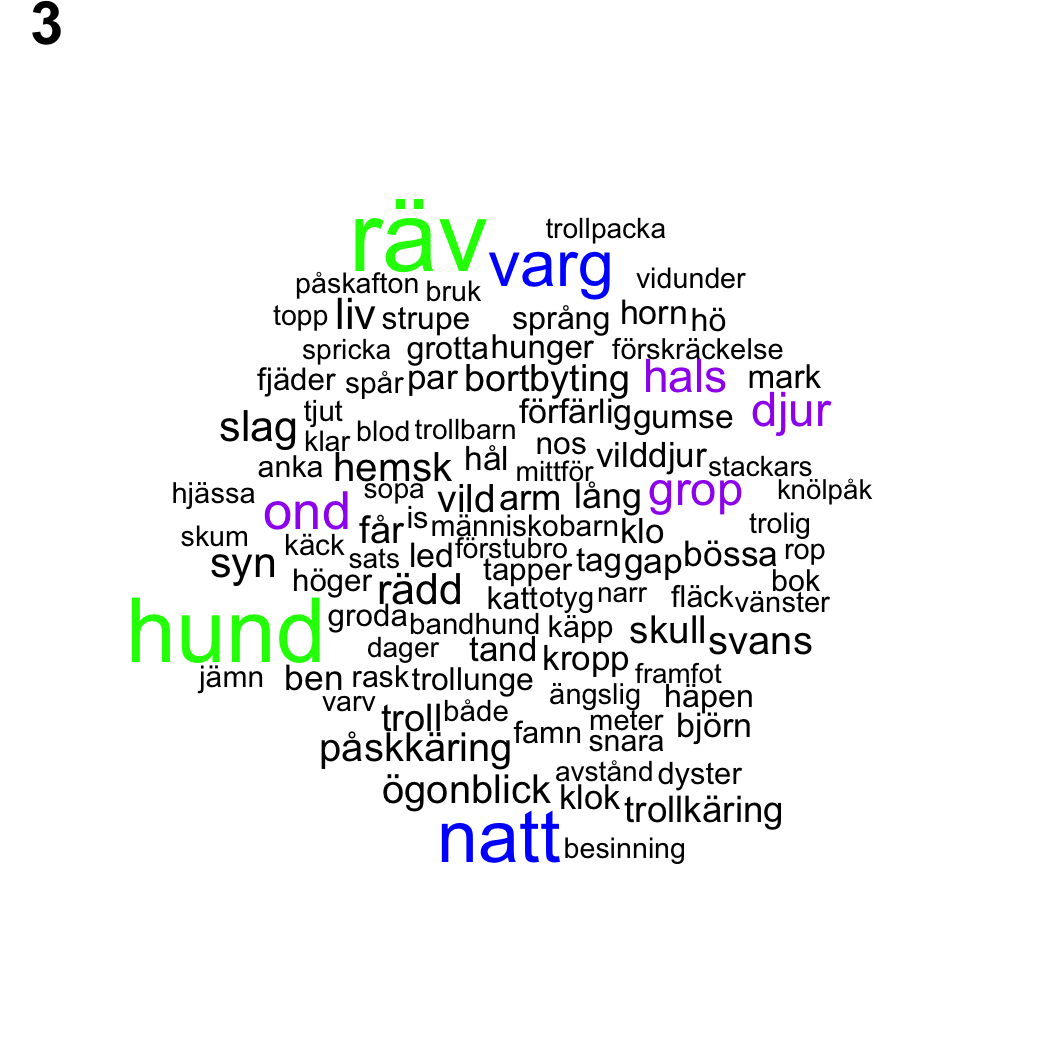 3
räv trollpacka
varg
påskafton bruk vidunder
topp liv strupe språng horn hö
spricka grotta hunger förskräckelse
fjäder spår par bortbyting hals mark
slag tjut förfärlig gumse djur
klar blod trollbarn nos
anka hemsk hål mittför vilddjur stackars
hjässa sopa vild arm lång grop knölpåk
ond får is människobarn klo trolig
skum käck sats led förstubro tag gap bössa rop
syn höger rädd tapper bok
katt otyg narr fläck vänster
hund groda bandhund käpp skull svans
dager tand kropp framfot
jämn ben rask trollunge ängslig häpen
varv troll både famn meter björn
påskkäring snara
ögonblick avstånd dyster
klok trollkäring
natt besinning